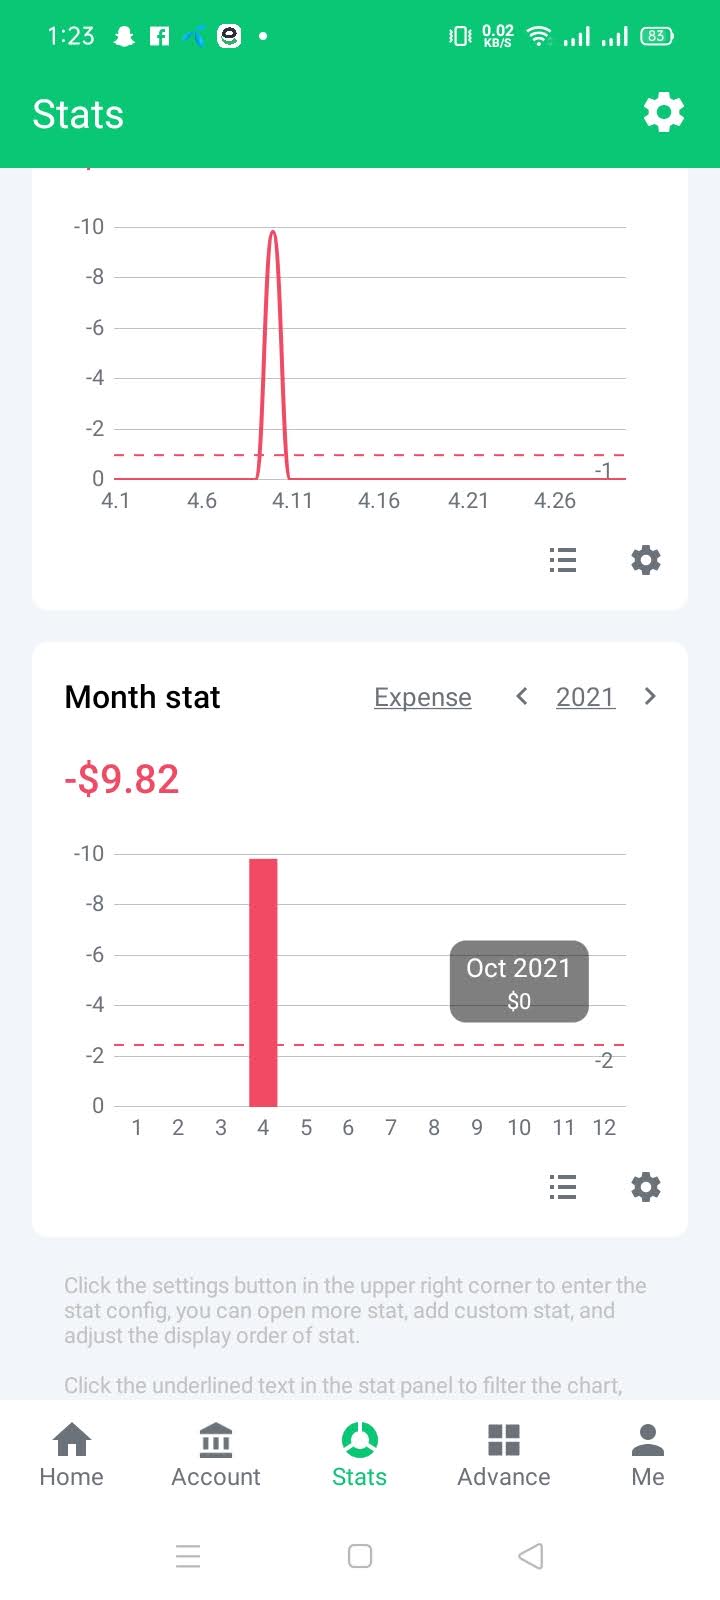 1:23
0.02
KB/S
83
Stats
-10
-8
-6
-4
-2
-1
0
4.1 4.6 4.11 4.16 4.21 4.26
Month stat Expense 2021
-$9.82
-10
-8
-6
Oct 2021
$0
-4
-2
-2
0
1 2 3 4 5 6 7 8 9 10 11 12
Click the settings button in the upper right corner to enter the
stat config, you can open more stat, add custom stat, and
adjust the display order of stat.
Click the underlined text in the stat panel to filter the chart,
Home Account Stats Advance Me